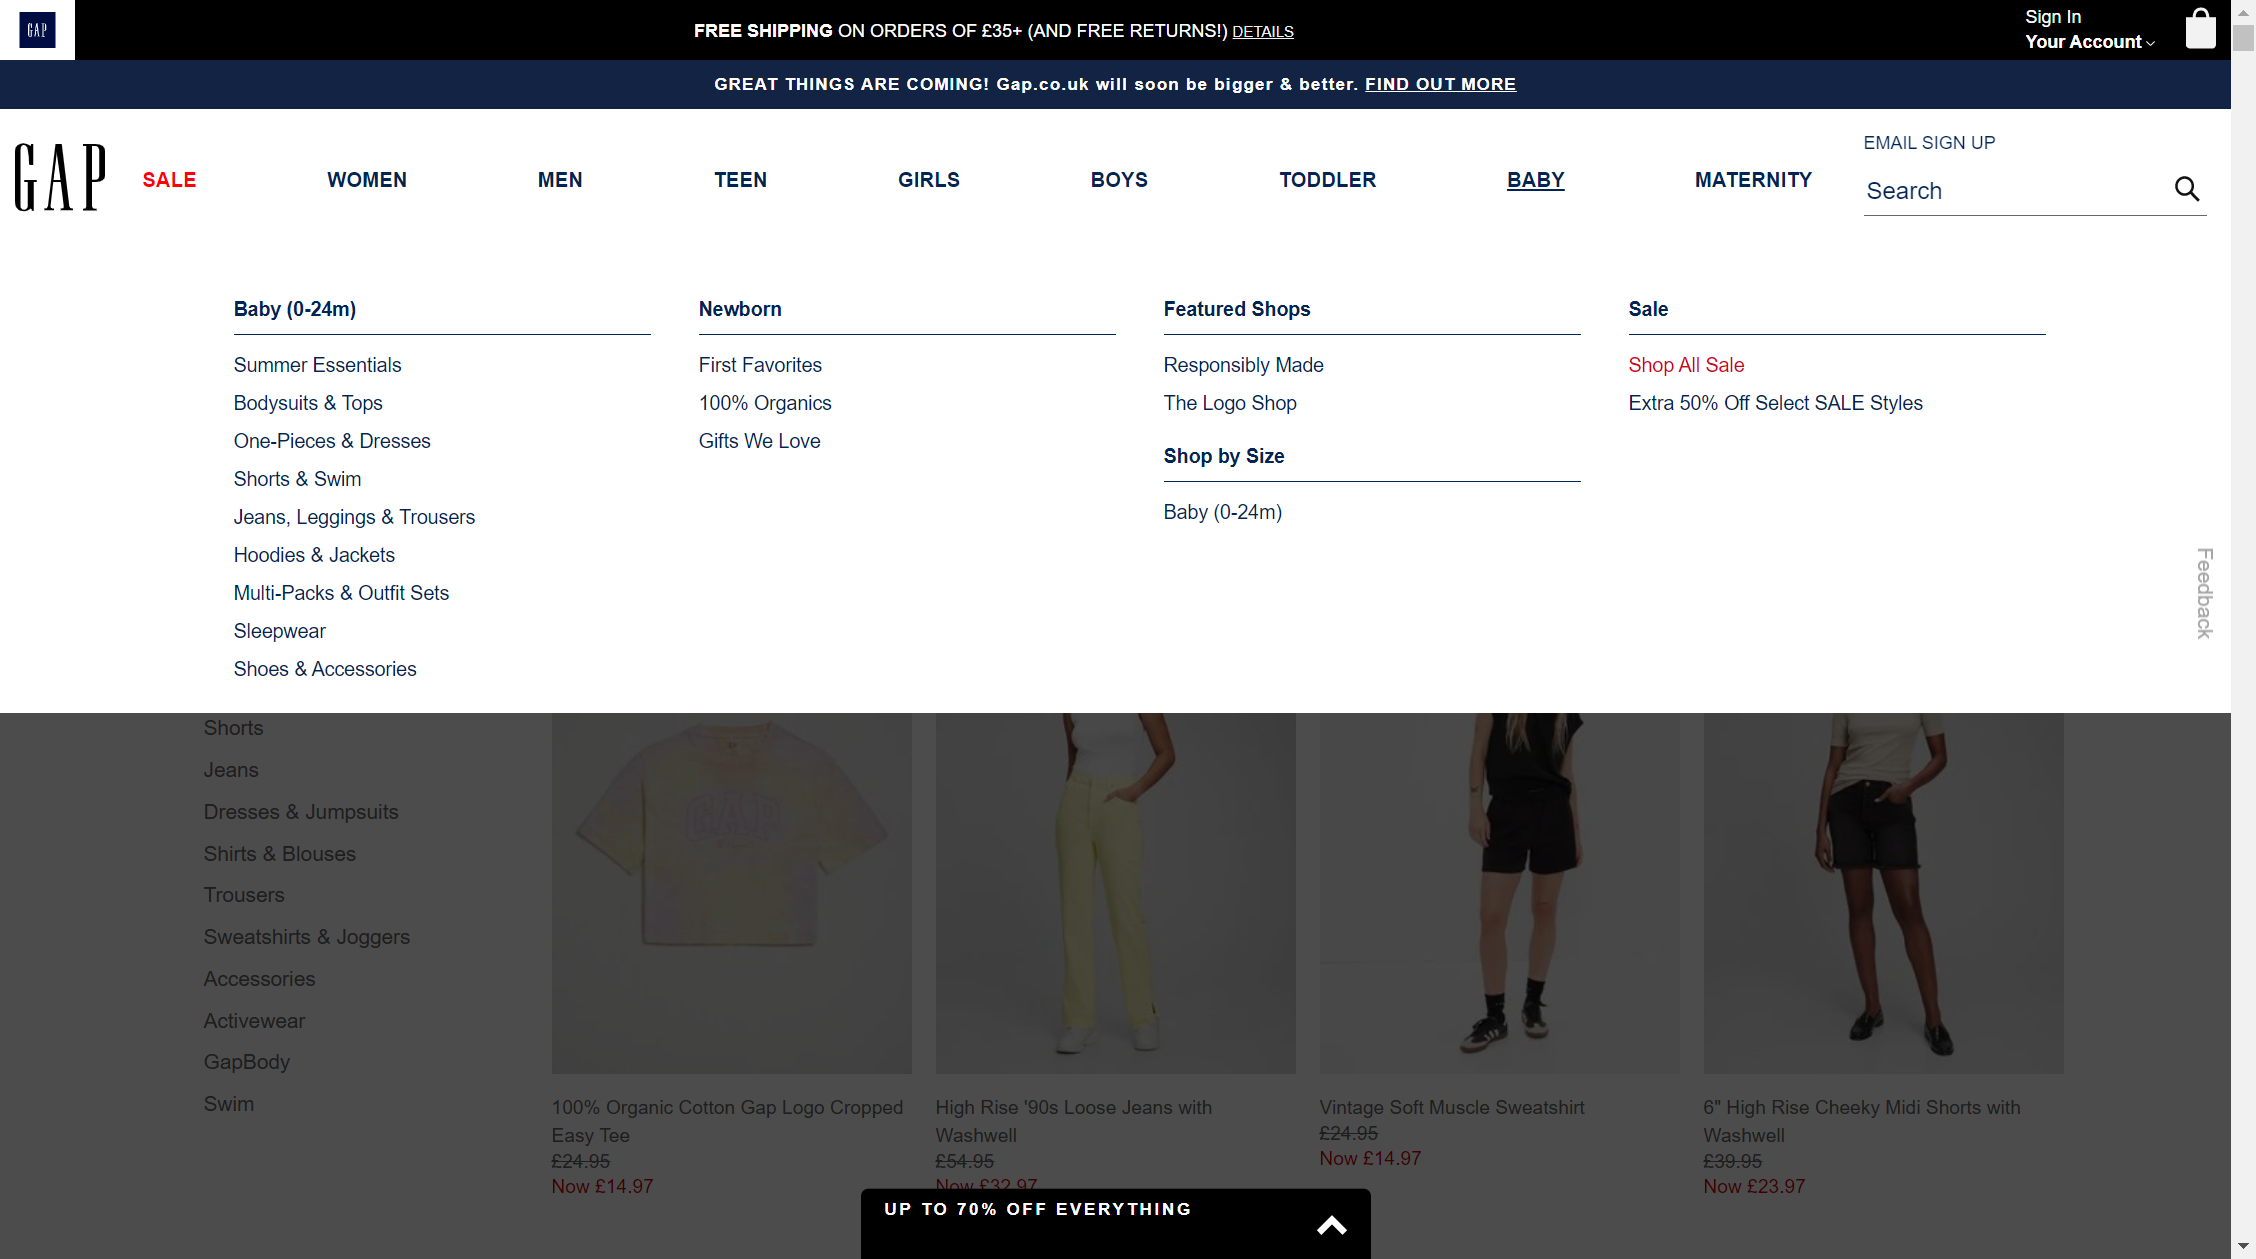 GAP
FREE SHIPPING ON ORDERS OF £35+ (AND FREE RETURNS!) DETAILS
Sign In
Your Account
GREAT THINGS ARE COMING! Gap.co.uk will soon be bigger & better. FIND OUT MORE
EMAIL SIGN UP
GAP
SALE
WOMEN
MEN
TEEN
GIRLS
BOYS
TODDLER
BABY
MATERNITY
Search
Baby (0-24m)
Summer Essentials
Bodysuits & Tops
One-Pieces & Dresses
Shorts & Swim
Jeans, Leggings & Trousers
Hoodies & Jackets
Multi-Packs & Outfit Sets
Sleepwear
Shoes & Accessories
Newborn
First Favorites
100% Organics
Gifts We Love
Featured Shops
Responsibly Made
The Logo Shop
Shop by Size
Baby (0-24m)
Sale
Shop All Sale
Extra 50% Off Select SALE Styles
Feedback
Shorts
Jeans
Dresses & Jumpsuits
Shirts & Blouses
Trousers
Sweatshirts & Joggers
Accessories
Activewear
GapBody
Swim
GAP
100% Organic Cotton Gap Logo Cropped
Easy Tee
£24.95
Now £14.97
High Rise '90s Loose Jeans with
Washwell
£54.95
Now £32.97
Vintage Soft Muscle Sweatshirt
£24.95
Now £14.97
6" High Rise Cheeky Midi Shorts with
Washwell
£39.95
Now £23.97
UP TO 70% OFF EVERYTHING